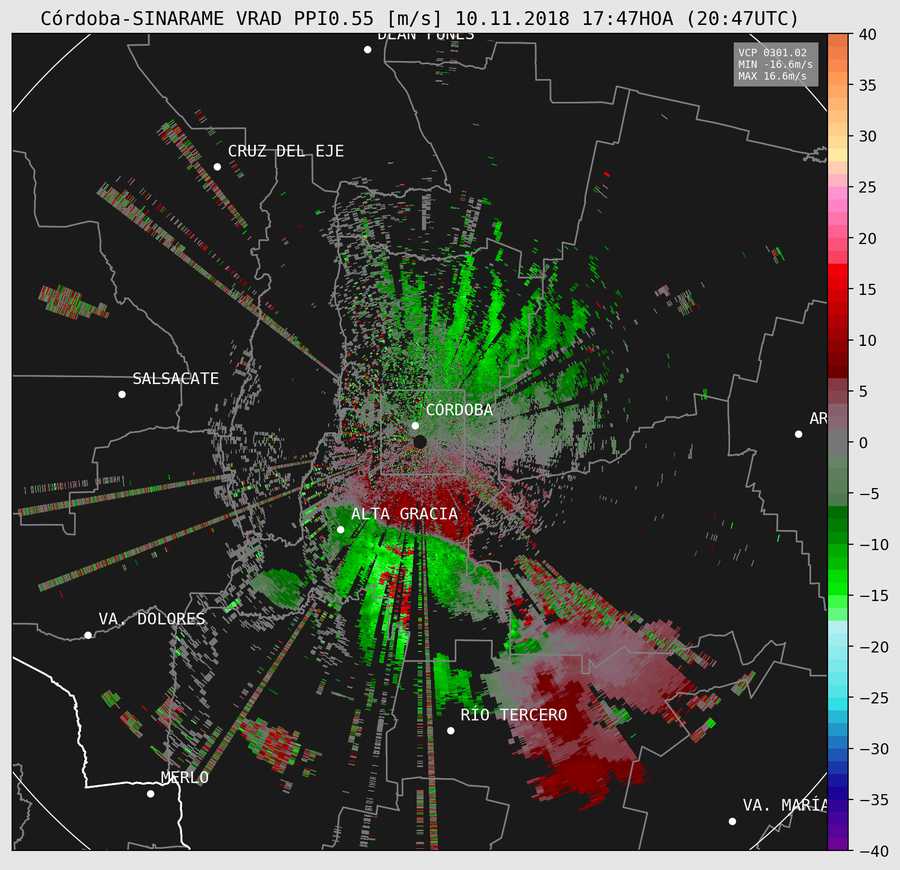 Córdoba-SINARAME VRAD PPI0.55 [m/s] 10.11.2018 17:47HOA (20:47UTC)
DEAN FUNES
VCP 0301.02
MIN -16.6m/s
MAX 16.6m/s
CRUZ DEL EJE
SALSACATE
CÓRDOBA
AR
ALTA GRACIA
VA. DOLORES
RÍO TERCERO
MERLO
VA. MARÍA
40
35
30
25
20
15
10
5
0
−5
−10
−15
−20
−25
−30
−35
−40